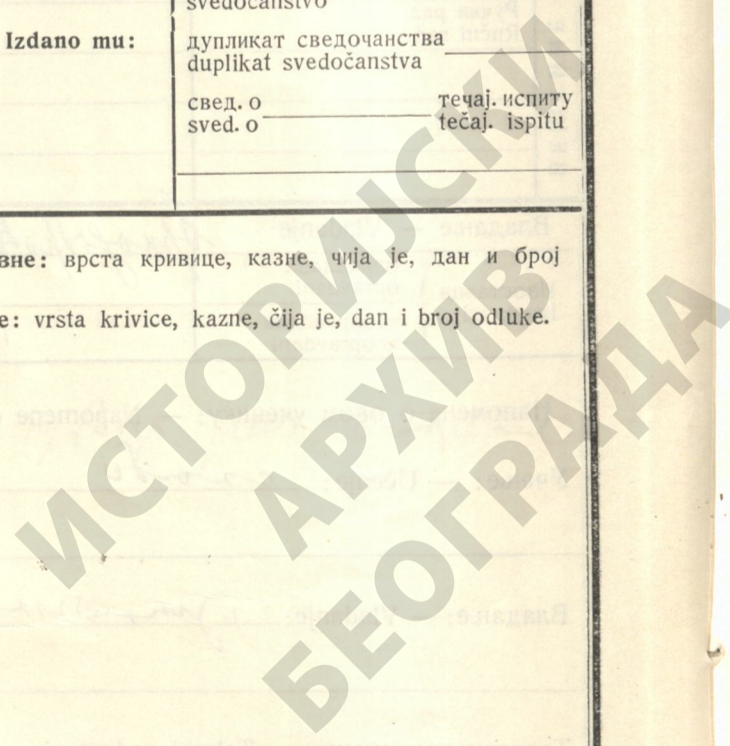 svedočanstvo
Izdano mu:
дупликат сведочанства
duplikat svedočanstva
свед. о течај. испиту
sved. o tečaj. ispitu
вне: врста кривице, казне, чија је, дан и број
е: vrsta krivice, kazne, čija je, dan i broj odluke.
ИСТОРИЈСКИ
АРХИВ
БЕОГРАДА